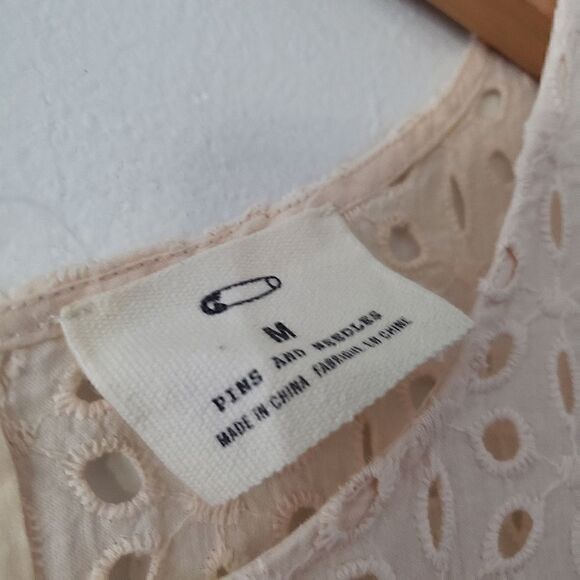 M
PINS AND NEEDLES
MADE IN CHINA FABRIQUE EN CHINE